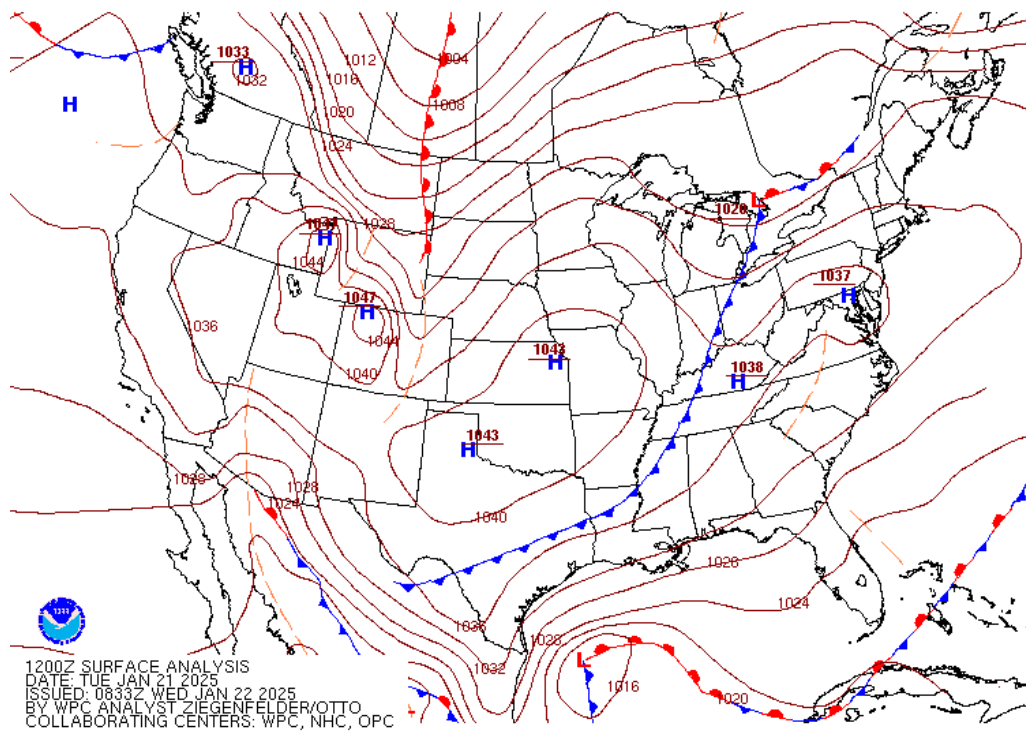 1033
H
1032
H
1012
1004
1016
1008
1020
1024
1028
H
1044
1020
L
1037
H
1047
H
1036
1044
1040
1043
H
1038
H
1043
H
1028
1028
1024
1040
1028
1024
1036
1028
1032
L
1016
1020
L
1200Z SURFACE ANALYSIS
DATE: TUE JAN 21 2025
ISSUED: 0833Z WED JAN 22 2025
BY WPC ANALYST ZIEGENFELDER/OTTO
COLLABORATING CENTERS: WPC, NHC, OPC